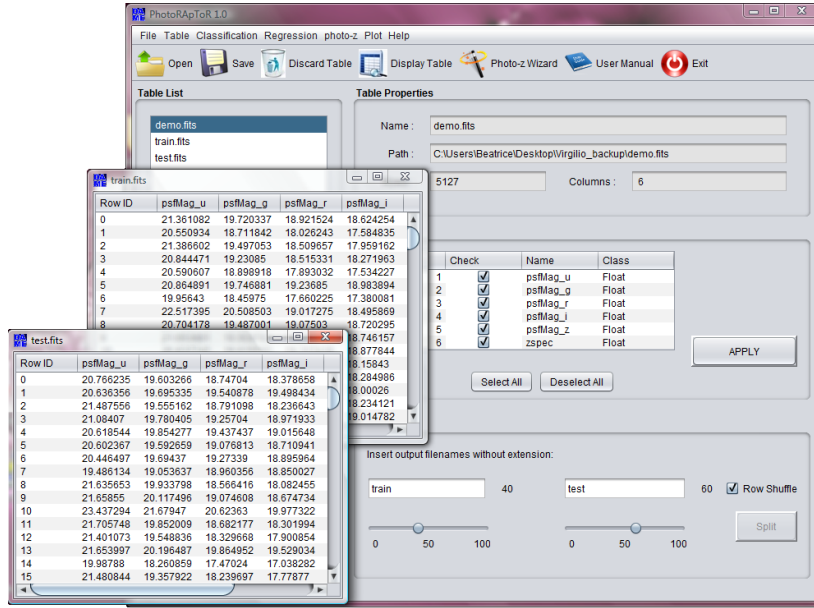 PhotoRApToR 1.0
File Table Classification Regression photo-z Plot Help
Open Save Discard Table Display Table Photo-z Wizard User Manual Exit
Table List
demo.fits
train.fits
test.fits
Table Properties
Name : demo.fits
Path : C:\Users\Beatrice\Desktop\Virgilio_backup\demo.fits
5127 Columns : 6
Check Name Class
1 psfMag_u Float
2 psfMag_g Float
3 psfMag_r Float
4 psfMag_i Float
5 psfMag_z Float
6 zspec Float
APPLY
Select All Deselect All
Insert output filenames without extension:
train 40 test 60 Row Shuffle
Split
0 50 100 0 50 100
train.fits
Row ID psfMag_u psfMag_g psfMag_r psfMag_i
0 21.361082 19.720337 18.921524 18.624254
1 20.550934 18.711842 18.026243 17.584835
2 21.386602 19.497053 18.509657 17.959162
3 20.844471 19.23085 18.515331 18.271963
4 20.590607 18.898918 17.893032 17.534227
5 20.864891 19.746881 19.23685 18.983894
6 19.95643 18.45975 17.660225 17.380081
7 22.517395 20.508503 19.017275 18.495869
8 20.704178 19.487001 19.07503 18.720295
18.746157
18.877844
18.15843
18.284986
18.00026
18.234121
19.014782
test.fits
Row ID psfMag_u psfMag_g psfMag_r psfMag_i
0 20.766235 19.603266 18.74704 18.378658
1 20.636356 19.695335 19.540878 19.498434
2 21.487556 19.555162 18.791098 18.236643
3 21.08407 19.780405 19.25704 18.971933
4 20.618544 19.854277 19.437437 19.015648
5 20.602367 19.592659 19.076813 18.710941
6 20.446497 19.69437 19.27339 18.895964
7 19.486134 19.053637 18.960356 18.850027
8 21.635653 19.933798 18.566416 18.082455
9 21.65855 20.117496 19.074608 18.674734
10 23.437294 21.67947 20.62363 19.977322
11 21.705748 19.852009 18.682177 18.301994
12 21.401073 19.548836 18.329668 17.900854
13 21.653997 20.196487 19.864952 19.529034
14 19.98788 18.260859 17.47024 17.038282
15 21.480844 19.357922 18.239697 17.77877